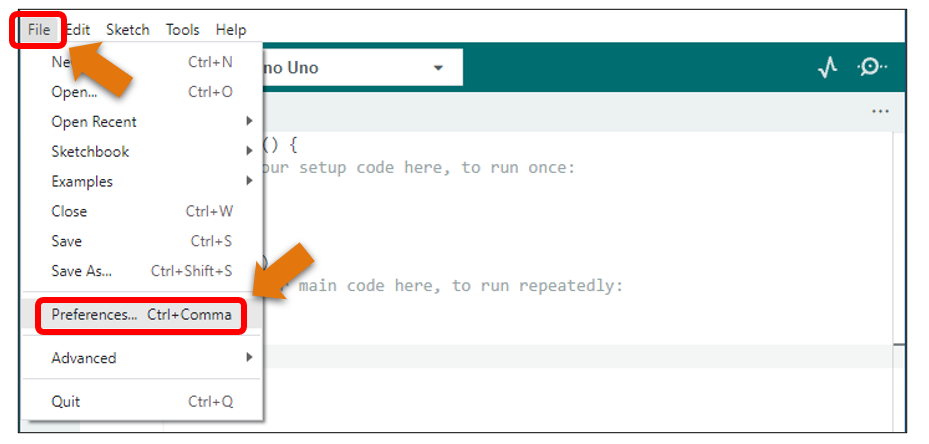 File Edit Sketch Tools Help
Ctrl+N
no Uno
Open... Ctrl+O
Open Recent
Sketchbook
() {
Examples
our setup code here, to run once:
Close Ctrl+W
Save Ctrl+S
Save As... Ctrl+Shift+S
)
main code here, to run repeatedly:
Preferences... Ctrl+Comma
Advanced
Quit Ctrl+Q